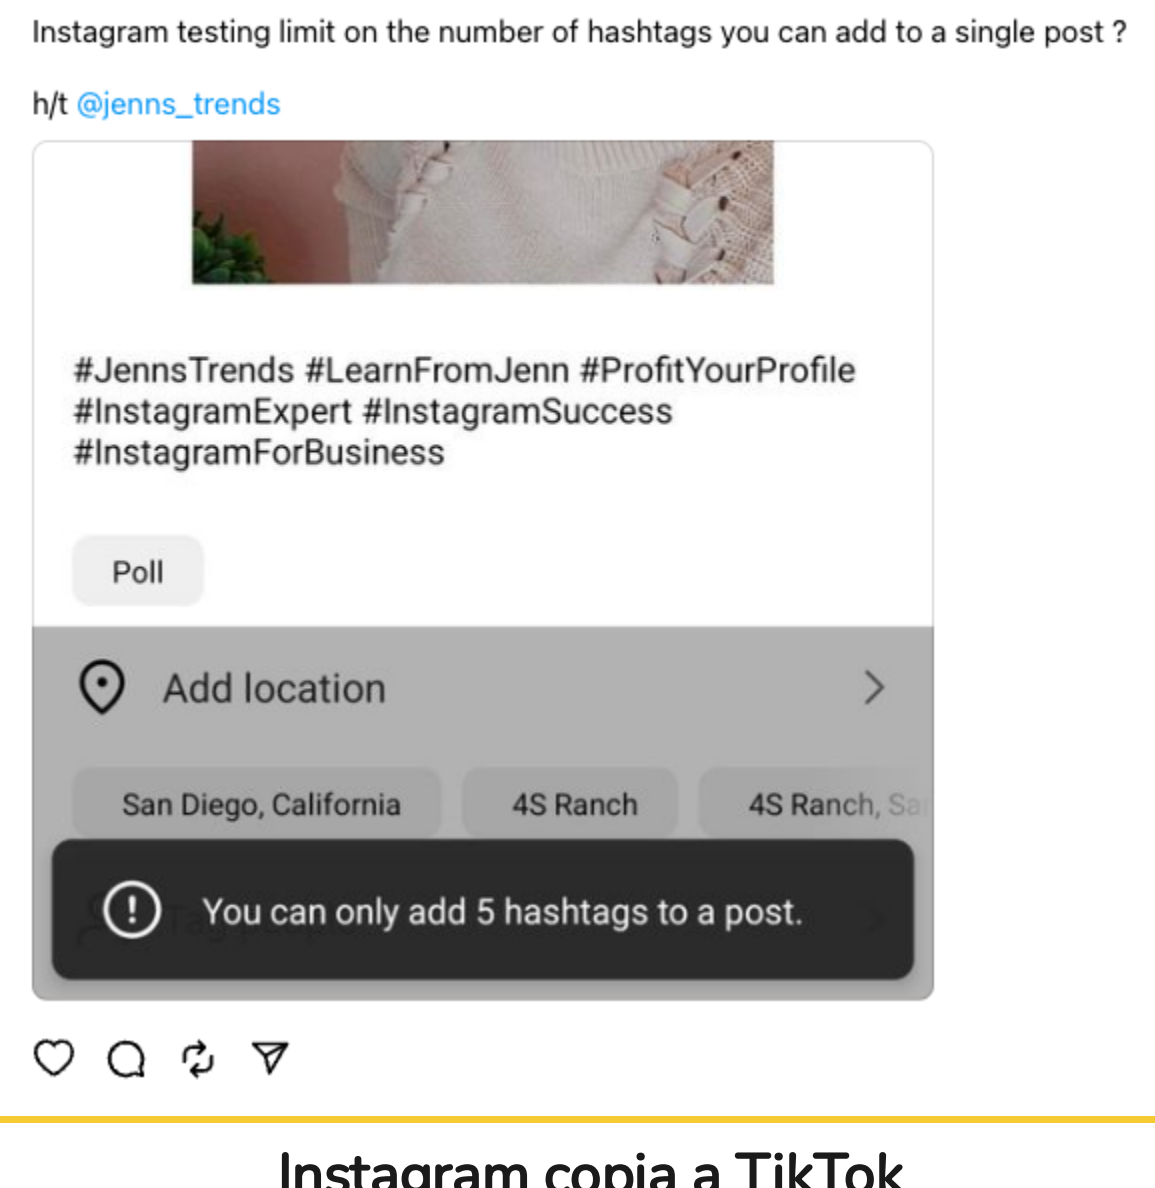 Instagram testing limit on the number of hashtags you can add to a single post ?
h/t @jenns_trends
#JennsTrends #LearnFromJenn #ProfitYourProfile
#InstagramExpert #InstagramSuccess
#InstagramForBusiness
Poll
Add location
San Diego, California 4S Ranch 4S Ranch, Sa
You can only add 5 hashtags to a post.
Instagram copia a TikTok